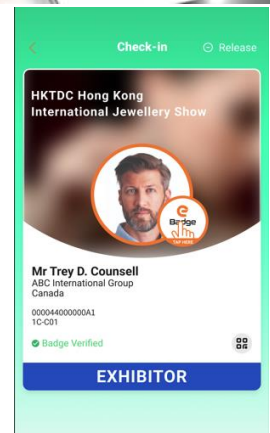 Check-in
Release
HKTDC Hong Kong
International Jewellery Show
e
Badge
TAP HERE
Mr Trey D. Counsell
ABC International Group
Canada
000044000000A1
1C-C01
Badge Verified
EXHIBITOR